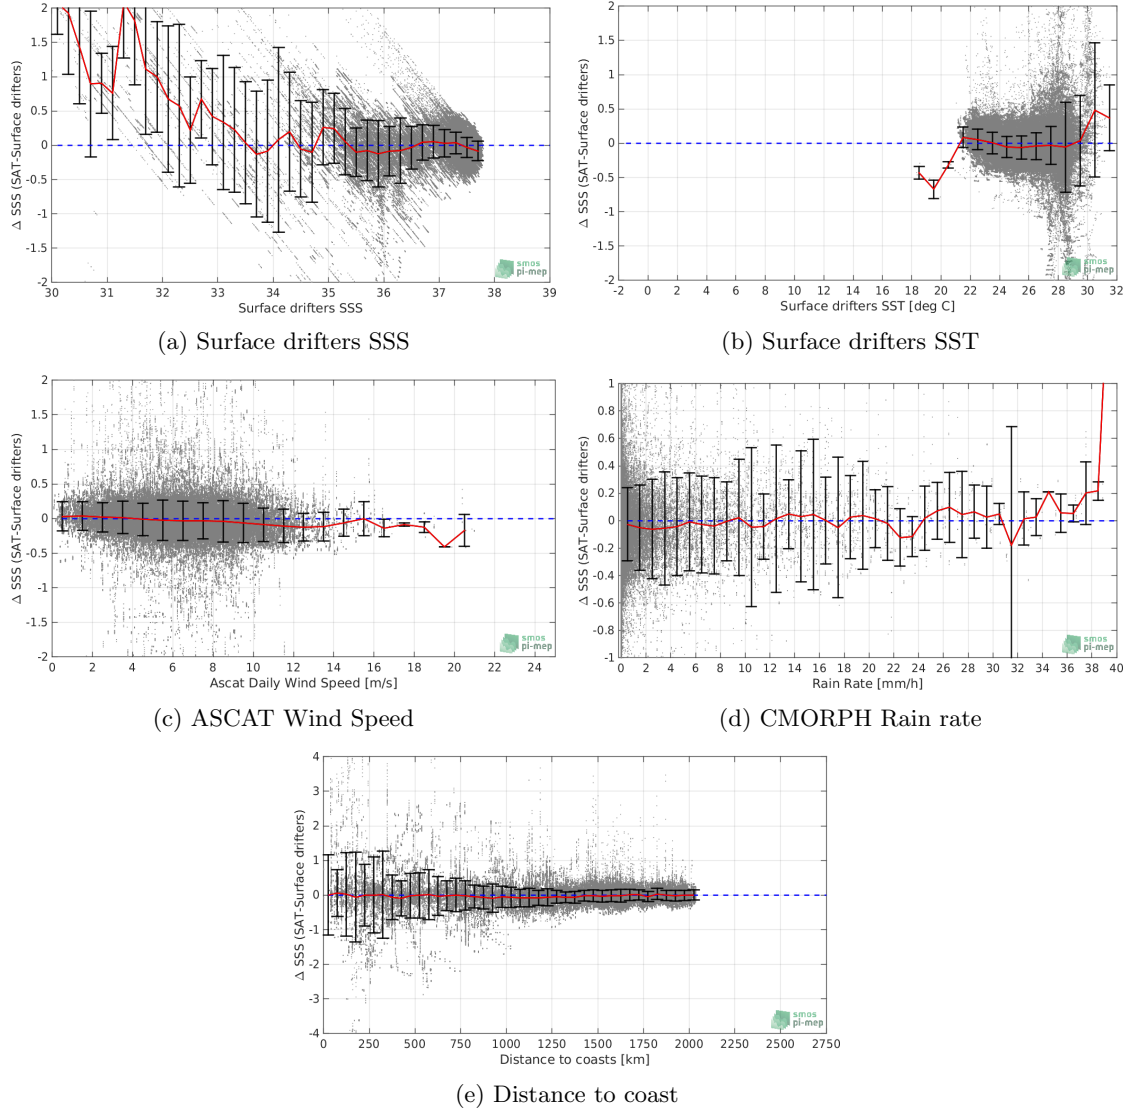 Δ SSS (SAT-Surface drifters)
2
1.5
1
0.5
0
-0.5
-1
-1.5
-2
30 31 32 33 34 35 36 37 38 39
Surface drifters SSS
smos
pi-mep
(a) Surface drifters SSS
Δ SSS (SAT-Surface drifters)
2
1.5
1
0.5
0
-0.5
-1
-1.5
-2
-2 0 2 4 6 8 10 12 14 16 18 20 22 24 26 28 30 32
Surface drifters SST [deg C]
smos
pi-mep
(b) Surface drifters SST
Δ SSS (SAT-Surface drifters)
2
1.5
1
0.5
0
-0.5
-1
-1.5
-2
0 2 4 6 8 10 12 14 16 18 20 22 24
Ascat Daily Wind Speed [m/s]
smos
pi-mep
(c) ASCAT Wind Speed
Δ SSS (SAT-Surface drifters)
1
0.8
0.6
0.4
0.2
0
-0.2
-0.4
-0.6
-0.8
-1
0 2 4 6 8 10 12 14 16 18 20 22 24 26 28 30 32 34 36 38 40
Rain Rate [mm/h]
smos
pi-mep
(d) CMORPH Rain rate
Δ SSS (SAT-Surface drifters)
4
3
2
1
0
-1
-2
-3
-4
0 250 500 750 1000 1250 1500 1750 2000 2250 2500 2750
Distance to coasts [km]
smos
pi-mep
(e) Distance to coast